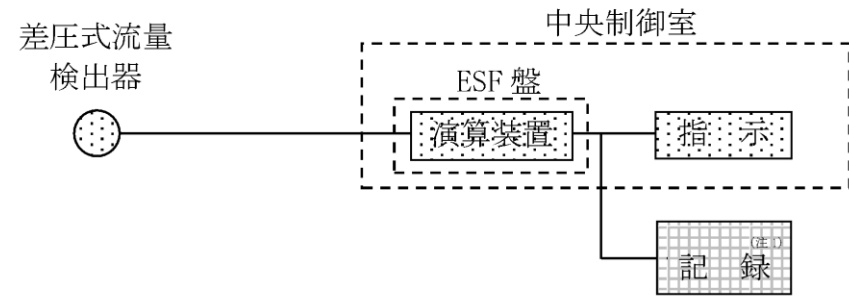 中央制御室
差圧式流量
検出器
ESF 盤
演算装置
指 示
(注 1)
記 録